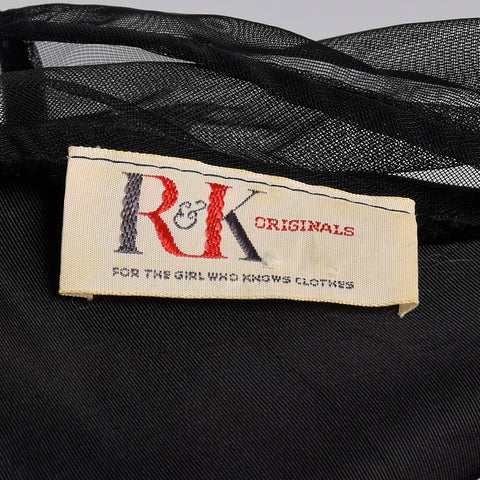 R&K ORIGINALS
FOR THE GIRL WHO KNOWS CLOTHES